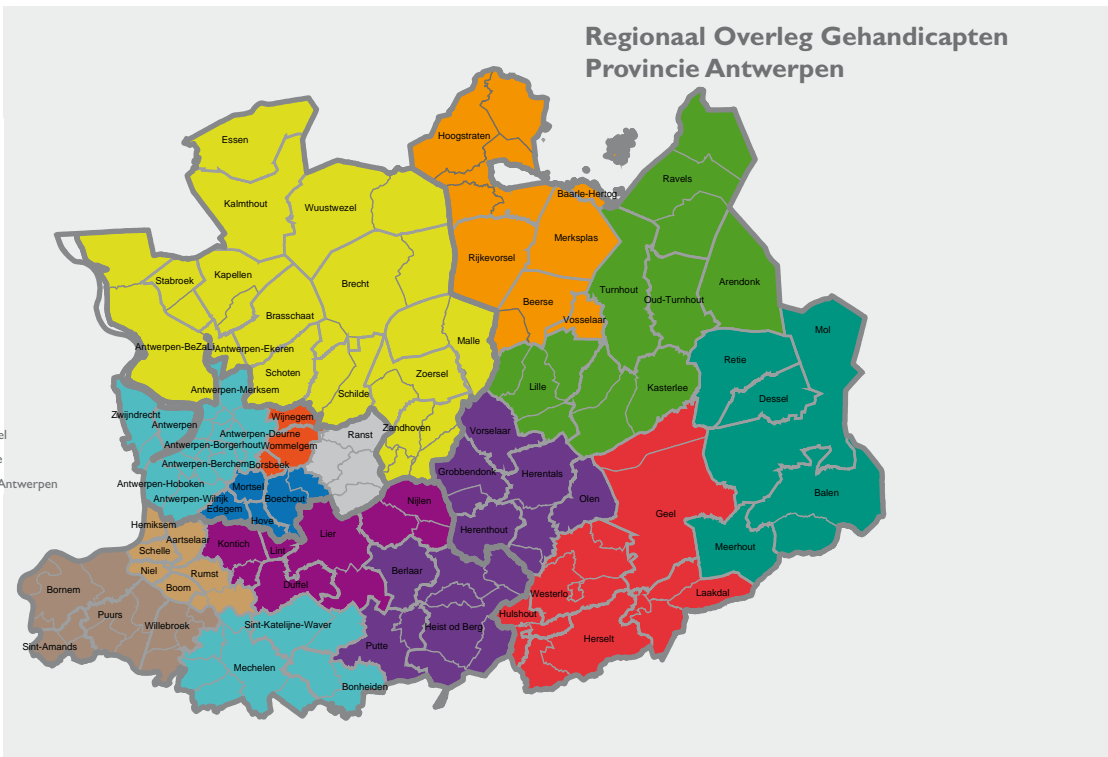 Regionaal Overleg Gehandicapten
Provincie Antwerpen
Essen
Hoogstraten
Ravels
Baarle-Hertog
Kalmthout
Wuustwezel
Merksplas
Rijkevorsel
Kapellen
Stabroek
Brecht
Arendonk
Turnhout
Oud-Turnhout
Beerse
Vosselaar
Brasschaat
Mol
Malle
Antwerpen-BeZaLi
Antwerpen-Ekeren
Retie
Schoten
Zoersel
Lille
Kasterlee
Antwerpen-Merksem
Schilde
Dessel
Zwijndrecht
Wijnegem
Antwerpen
Zandhoven
Vorselaar
Antwerpen-Deurne
Ranst
el
Antwerpen-Borgerhout
Wommelgem
e
Antwerpen-Berchem
Borsbeek
Grobbendonk
Herentals
Antwerpen
Antwerpen-Hoboken
Mortsel
Balen
Antwerpen-Wilrijk
Boechout
Nijlen
Olen
Edegem
Geel
Hove
Hemiksem
Herenthout
Lier
Aartselaar
Kontich
Schelle
Lint
Meerhout
Niel
Rumst
Berlaar
Bornem
Boom
Duffel
Westerlo
Laakdal
Puurs
Hulshout
Willebroek
Sint-Katelijne-Waver
Heist od Berg
Herselt
Sint-Amands
Putte
Mechelen
Bonheiden